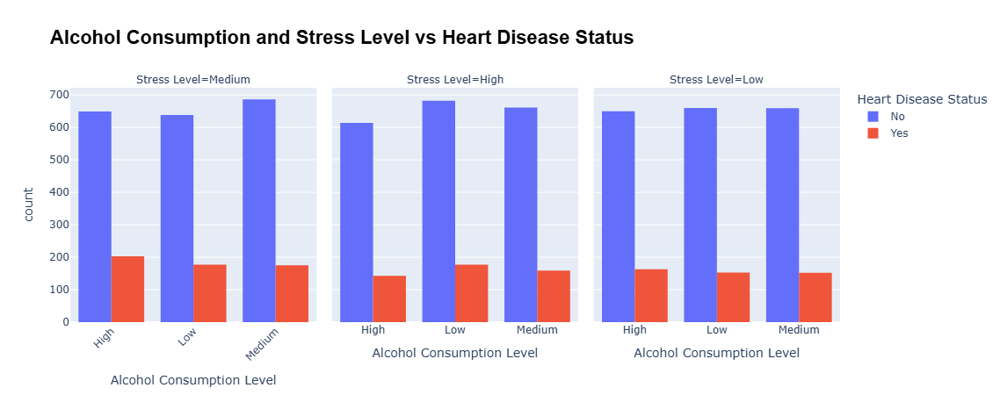 Alcohol Consumption and Stress Level vs Heart Disease Status
Stress Level=Medium
Stress Level=High
Stress Level=Low
Heart Disease Status
No
Yes
count
700
600
500
400
300
200
100
0
High
Low
Medium
High
Low
Medium
High
Low
Medium
Alcohol Consumption Level
Alcohol Consumption Level
Alcohol Consumption Level